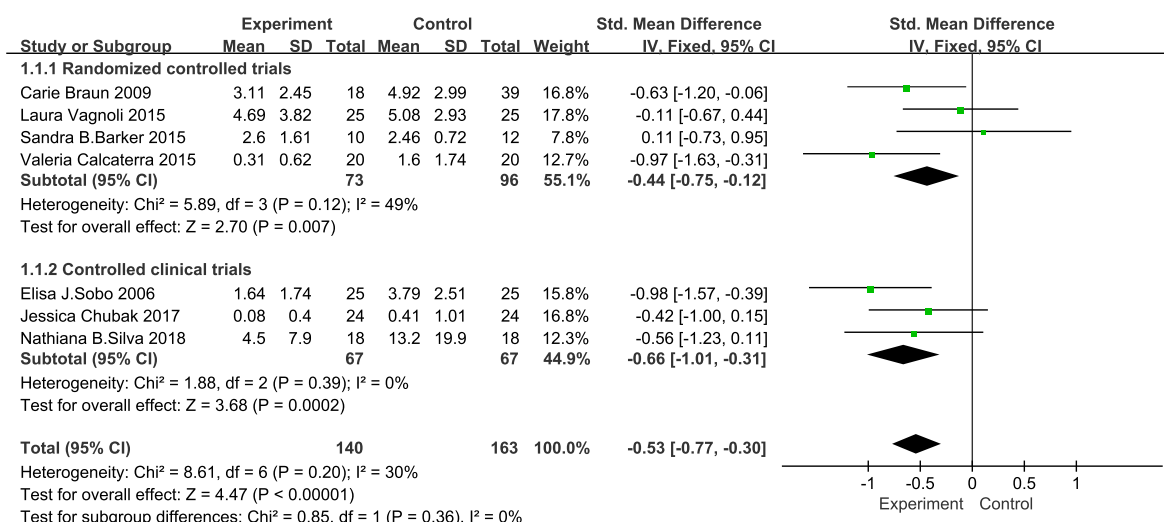 Experiment Control Std. Mean Difference Std. Mean Difference
Study or Subgroup Mean SD Total Mean SD Total Weight IV, Fixed, 95% CI IV, Fixed, 95% CI
1.1.1 Randomized controlled trials
Carie Braun 2009 3.11 2.45 18 4.92 2.99 39 16.8% -0.63 [-1.20, -0.06]
Laura Vagnoli 2015 4.69 3.82 25 5.08 2.93 25 17.8% -0.11 [-0.67, 0.44]
Sandra B.Barker 2015 2.6 1.61 10 2.46 0.72 12 7.8% 0.11 [-0.73, 0.95]
Valeria Calcaterra 2015 0.31 0.62 20 1.6 1.74 20 12.7% -0.97 [-1.63, -0.31]
Subtotal (95% CI) 73 96 55.1% -0.44 [-0.75, -0.12]
Heterogeneity: Chi² = 5.89, df = 3 (P = 0.12); I² = 49%
Test for overall effect: Z = 2.70 (P = 0.007)
1.1.2 Controlled clinical trials
Elisa J.Sobo 2006 1.64 1.74 25 3.79 2.51 25 15.8% -0.98 [-1.57, -0.39]
Jessica Chubak 2017 0.08 0.4 24 0.41 1.01 24 16.8% -0.42 [-1.00, 0.15]
Nathiana B.Silva 2018 4.5 7.9 18 13.2 19.9 18 12.3% -0.56 [-1.23, 0.11]
Subtotal (95% CI) 67 67 44.9% -0.66 [-1.01, -0.31]
Heterogeneity: Chi² = 1.88, df = 2 (P = 0.39); I² = 0%
Test for overall effect: Z = 3.68 (P = 0.0002)
Total (95% CI) 140 163 100.0% -0.53 [-0.77, -0.30]
Heterogeneity: Chi² = 8.61, df = 6 (P = 0.20); I² = 30%
Test for overall effect: Z = 4.47 (P < 0.00001)
Test for subgroup differences: Chi² = 0.85, df = 1 (P = 0.36), I² = 0%
-1 -0.5 0 0.5 1
Experiment Control